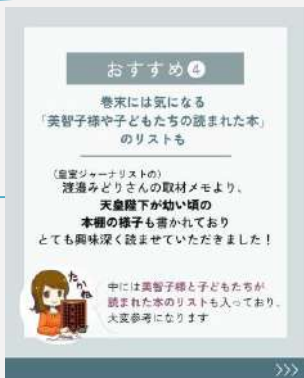 おすすめ❹
巻末には気になる
「美智子様や子どもたちの読まれた本」
のリストも
(皇室ジャーナリストの)
渡邉みどりさんの取材メモより、
天皇陛下が幼い頃の
本棚の様子も書かれており
とても興味深く読ませていただきました！
たかね
中には美智子様と子どもたちが
読まれた本のリストも入っており、
大変参考になります
>>>